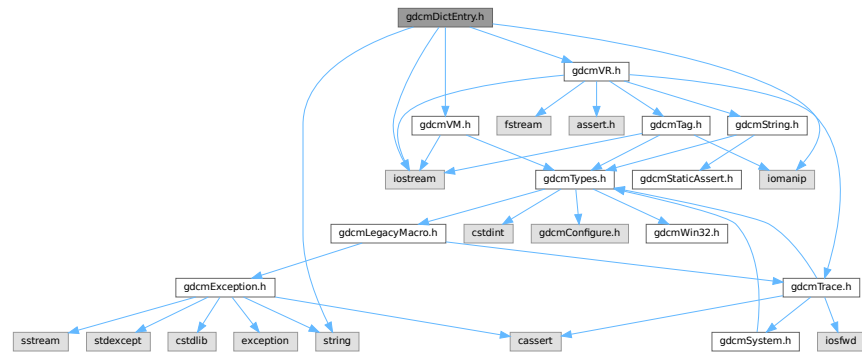 gdcmDictEntry.h
gdcmVR.h
gdcmVM.h
fstream
assert.h
gdcmTag.h
gdcmString.h
iostream
gdcmTypes.h
gdcmStaticAssert.h
iomanip
gdcmLegacyMacro.h
cstdint
gdcmConfigure.h
gdcmWin32.h
gdcmException.h
gdcmTrace.h
sstream
stdexcept
cstdlib
exception
string
cassert
gdcmSystem.h
iosfwd